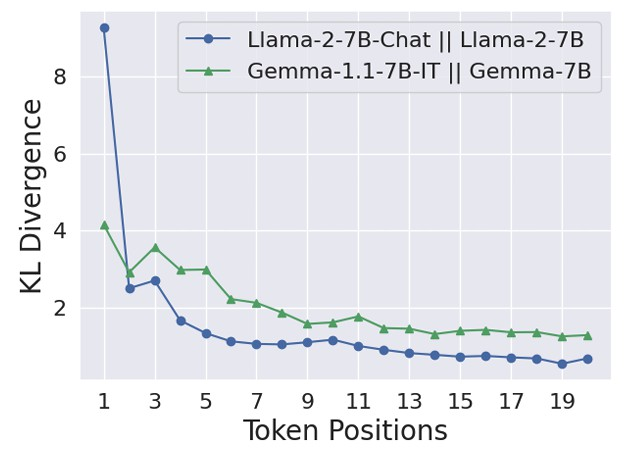 Llama-2-7B-Chat || Llama-2-7B
Gemma-1.1-7B-IT || Gemma-7B
KL Divergence
8
6
4
2
1 3 5 7 9 11 13 15 17 19
Token Positions